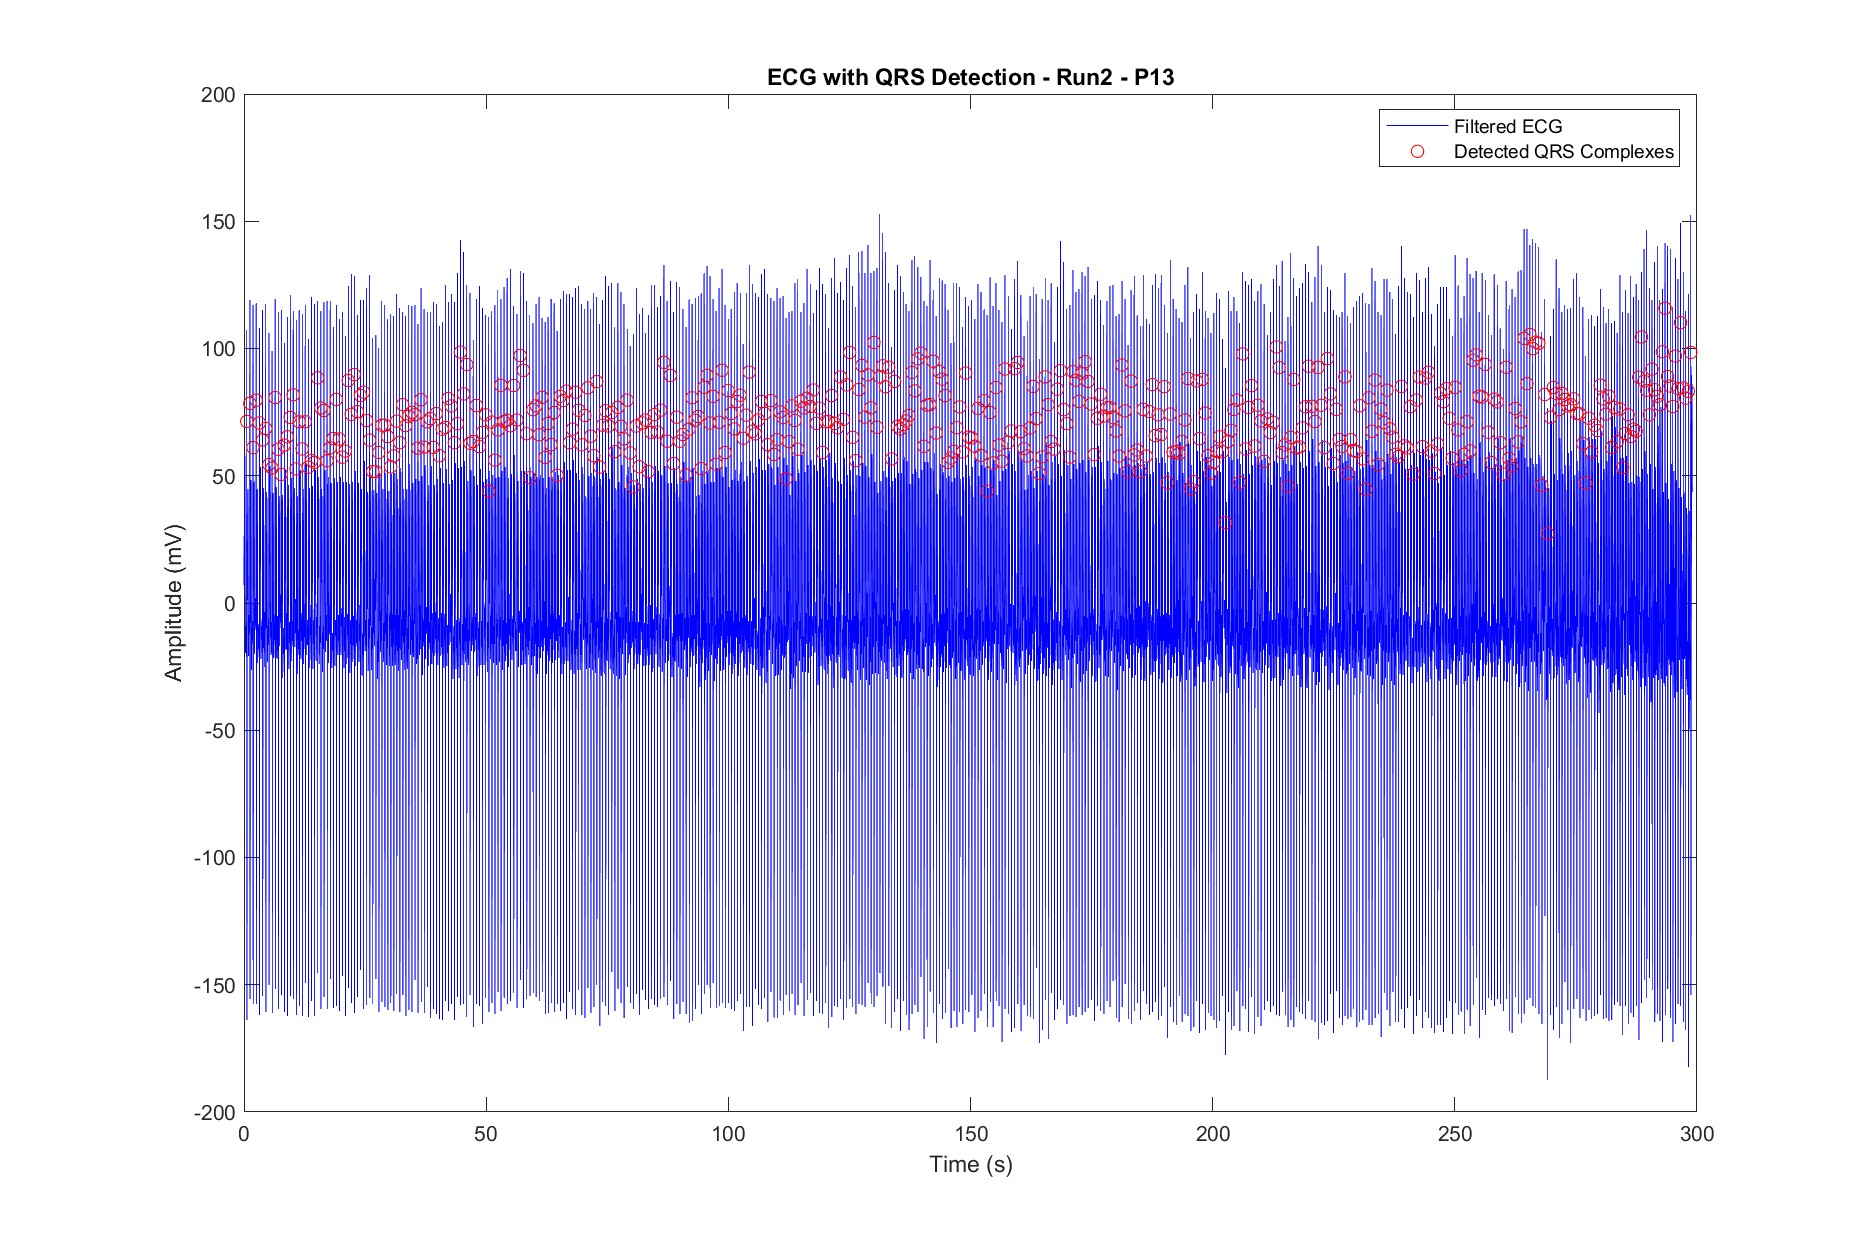 ECG with QRS Detection - Run2 - P13
200
150
100
50
0
-50
-100
-150
-200
Amplitude (mV)
Filtered ECG
Detected QRS Complexes
0 50 100 150 200 250 300
Time (s)